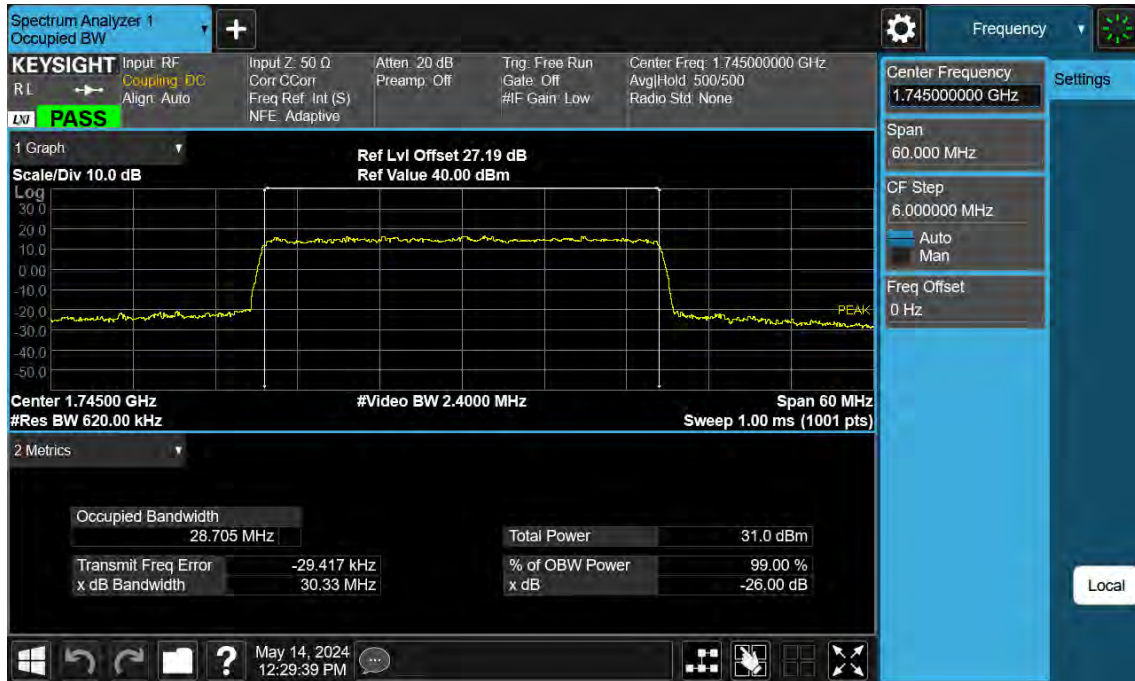 Spectrum Analyzer 1
Occupied BW
Frequency
KEYSIGHT
R L
LXI
PASS
Input: RF
Coupling: DC
Align: Auto
Input Z: 50 Ω
Corr CCorr
Freq Ref: Int (S)
NFE: Adaptive
Atten: 20 dB
Preamp: Off
Trig: Free Run
Gate: Off
#IF Gain: Low
Center Freq: 1.745000000 GHz
Avg|Hold: 500/500
Radio Std: None
1 Graph
Scale/Div 10.0 dB
Ref Lvl Offset 27.19 dB
Ref Value 40.00 dBm
Log
30.0
20.0
10.0
0.00
-10.0
-20.0
-30.0
-40.0
-50.0
PEAK
Center 1.74500 GHz
#Video BW 2.4000 MHz
Span 60 MHz
#Res BW 620.00 kHz
Sweep 1.00 ms (1001 pts)
2 Metrics
Occupied Bandwidth
28.705 MHz
Total Power 31.0 dBm
Transmit Freq Error -29.417 kHz
% of OBW Power 99.00 %
x dB Bandwidth 30.33 MHz
x dB -26.00 dB
May 14, 2024
12:29:39 PM
Center Frequency
1.745000000 GHz
Settings
Span
60.000 MHz
CF Step
6.000000 MHz
Auto
Man
Freq Offset
0 Hz
Local